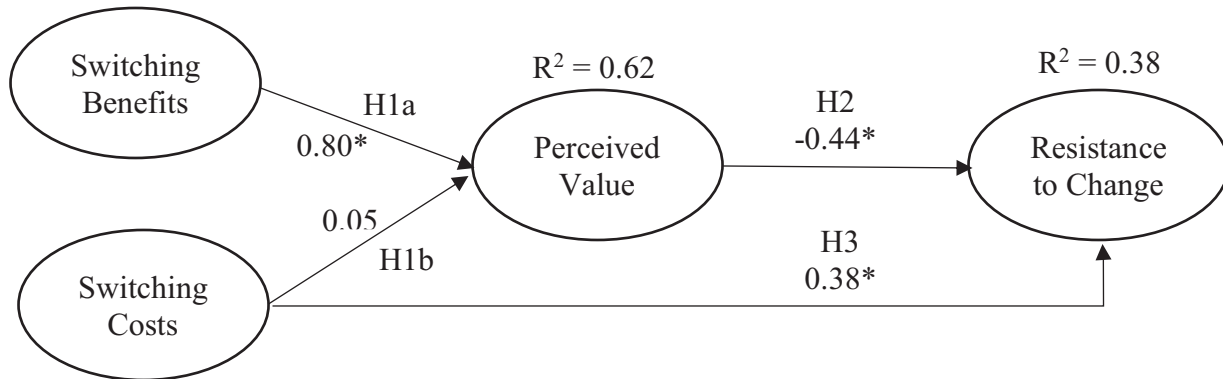 Switching
Benefits
H1a
0.80*
R² = 0.62
Perceived
Value
H2
-0.44*
R² = 0.38
Resistance
to Change
0.05
H1b
Switching
Costs
H3
0.38*